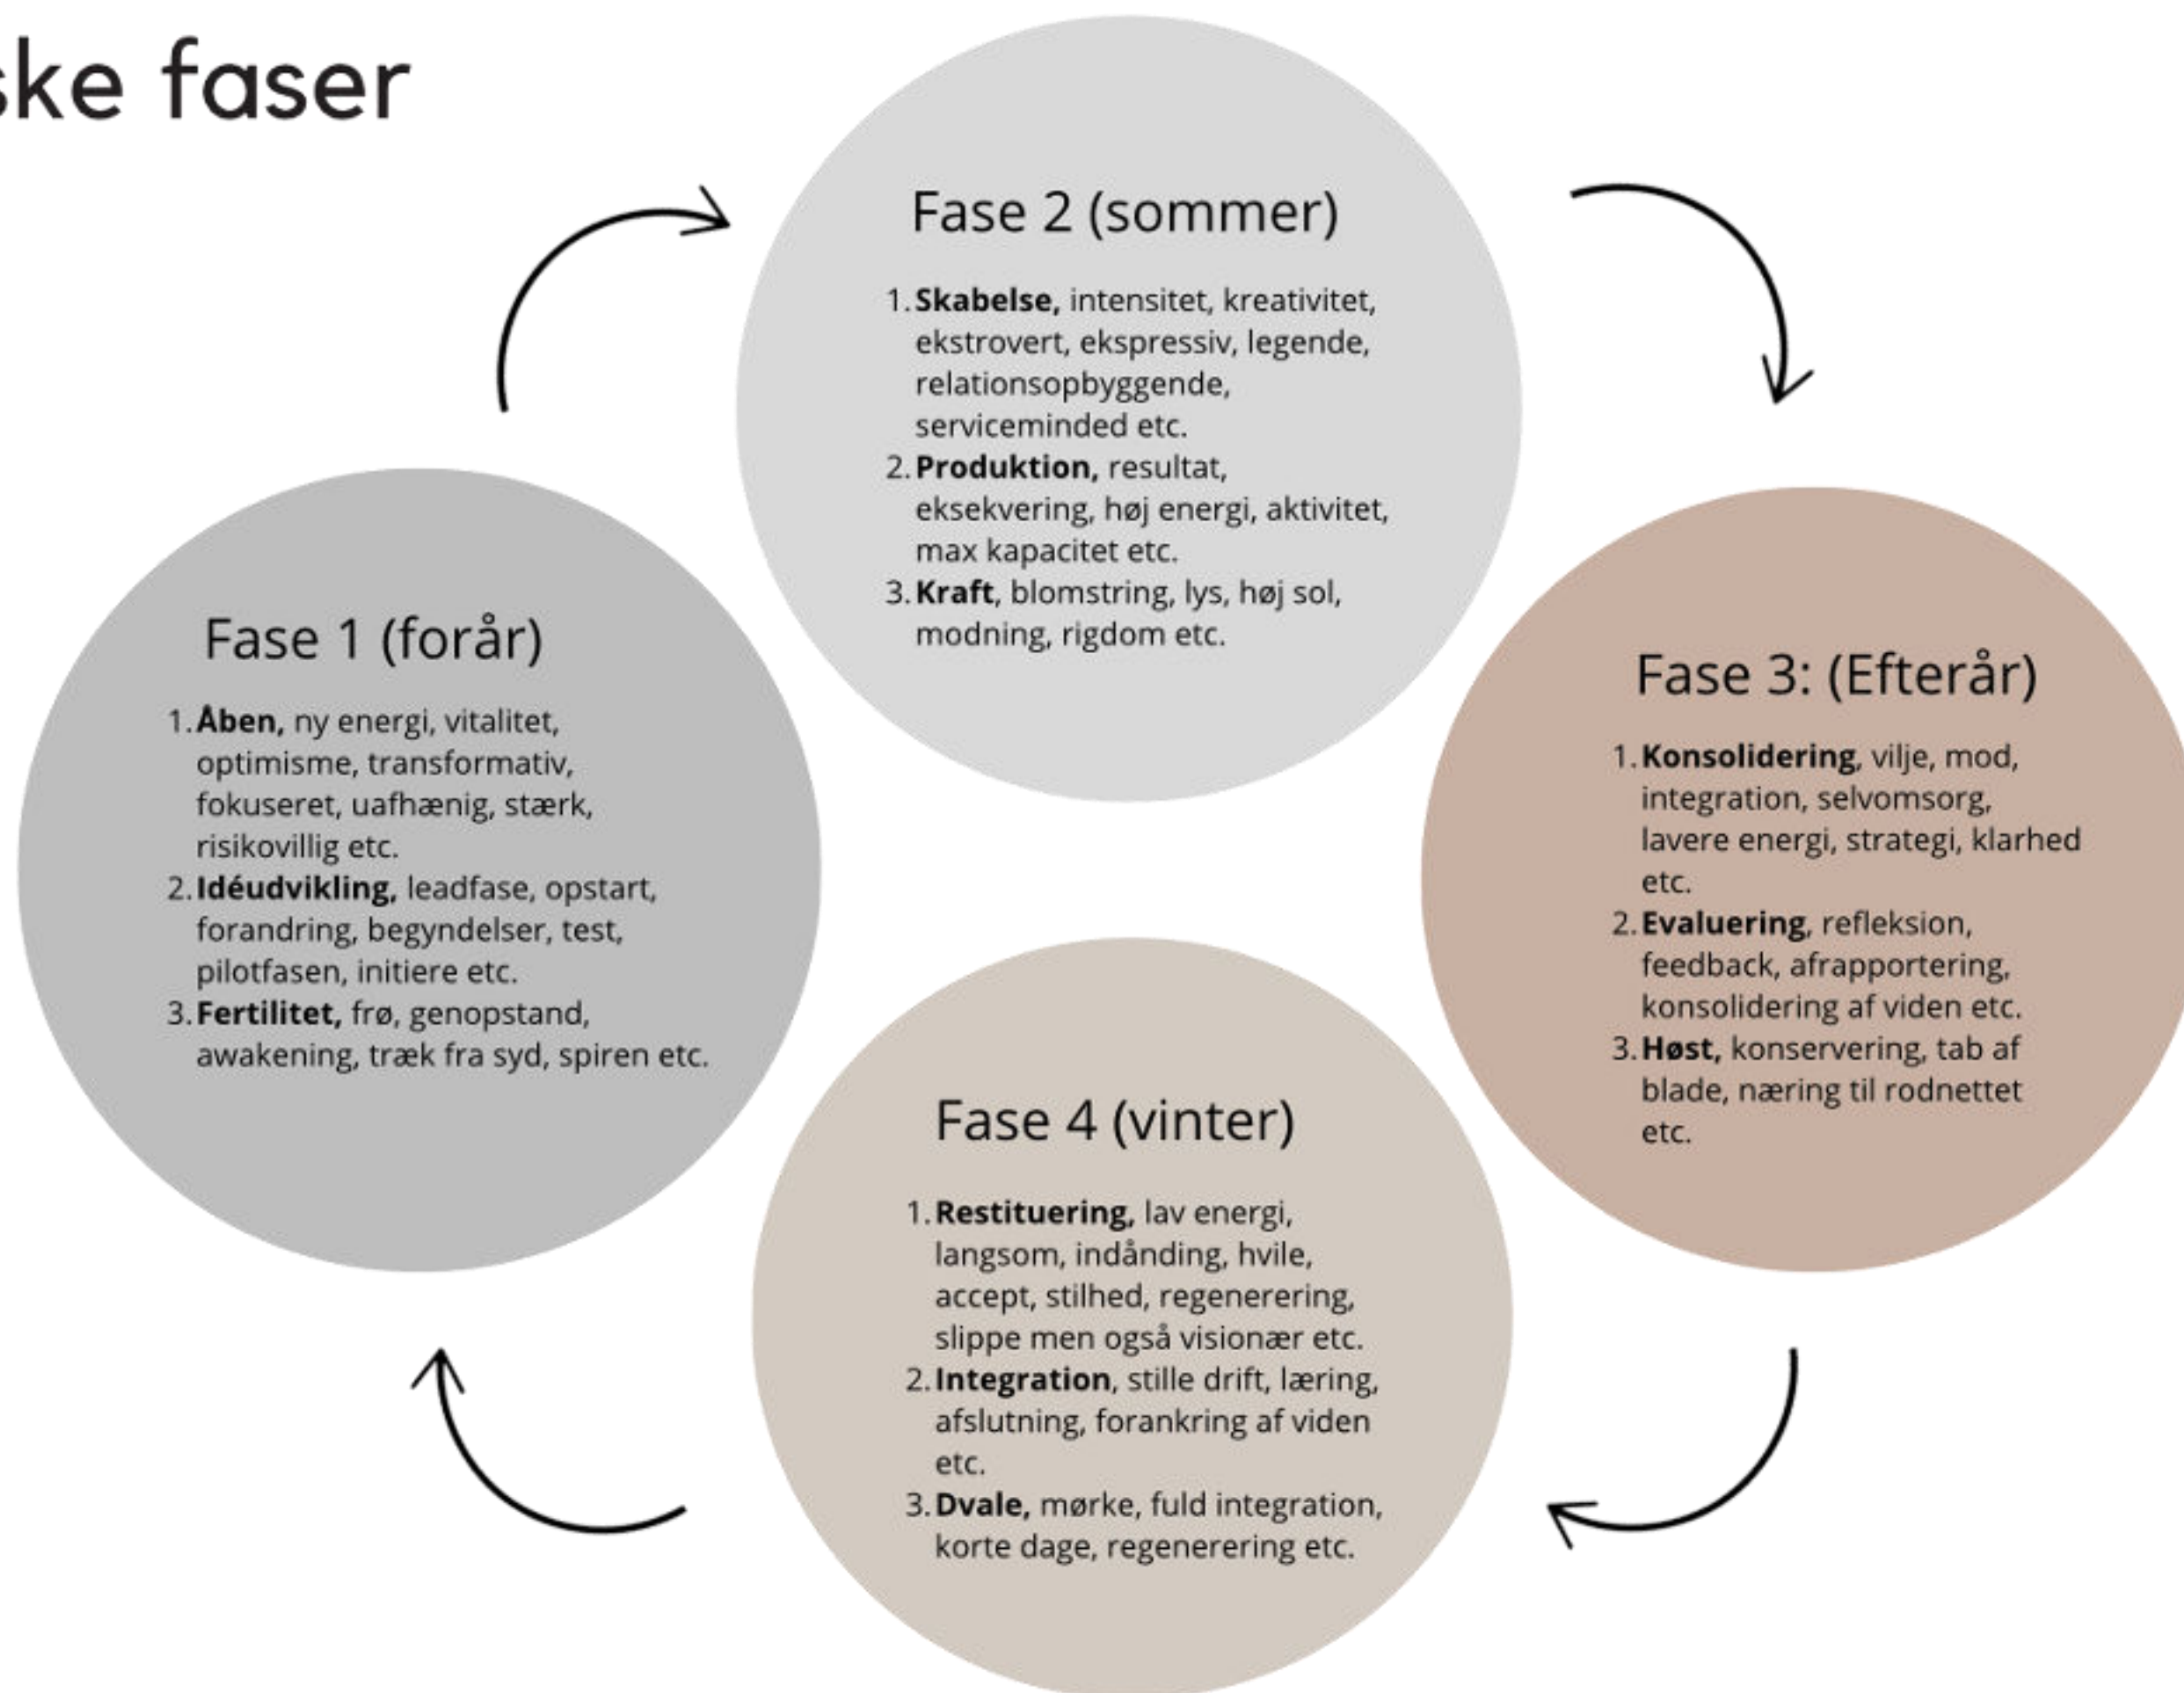 ske faser
Fase 2 (sommer)
1. Skabelse, intensitet, kreativitet,
ekstrovert, ekspressiv, legende,
relationsopbyggende,
serviceminded etc.
2. Produktion, resultat,
eksekvering, høj energi, aktivitet,
max kapacitet etc.
3. Kraft, blomstring, lys, høj sol,
modning, rigdom etc.
Fase 1 (forår)
1. Åben, ny energi, vitalitet,
optimisme, transformativ,
fokuseret, uafhænig, stærk,
risikovillig etc.
2. Idéudvikling, leadfase, opstart,
forandring, begyndelser, test,
pilotfasen, initiere etc.
3. Fertilitet, frø, genopstand,
awakening, træk fra syd, spiren etc.
Fase 3: (Efterår)
1. Konsolidering, vilje, mod,
integration, selvomsorg,
lavere energi, strategi, klarhed
etc.
2. Evaluering, refleksion,
feedback, afrapportering,
konsolidering af viden etc.
3. Høst, konservering, tab af
blade, næring til rodnettet
etc.
Fase 4 (vinter)
1. Restituering, lav energi,
langsom, indånding, hvile,
accept, stilhed, regenerering,
slippe men også visionær etc.
2. Integration, stille drift, læring,
afslutning, forankring af viden
etc.
3. Dvale, mørke, fuld integration,
korte dage, regenerering etc.